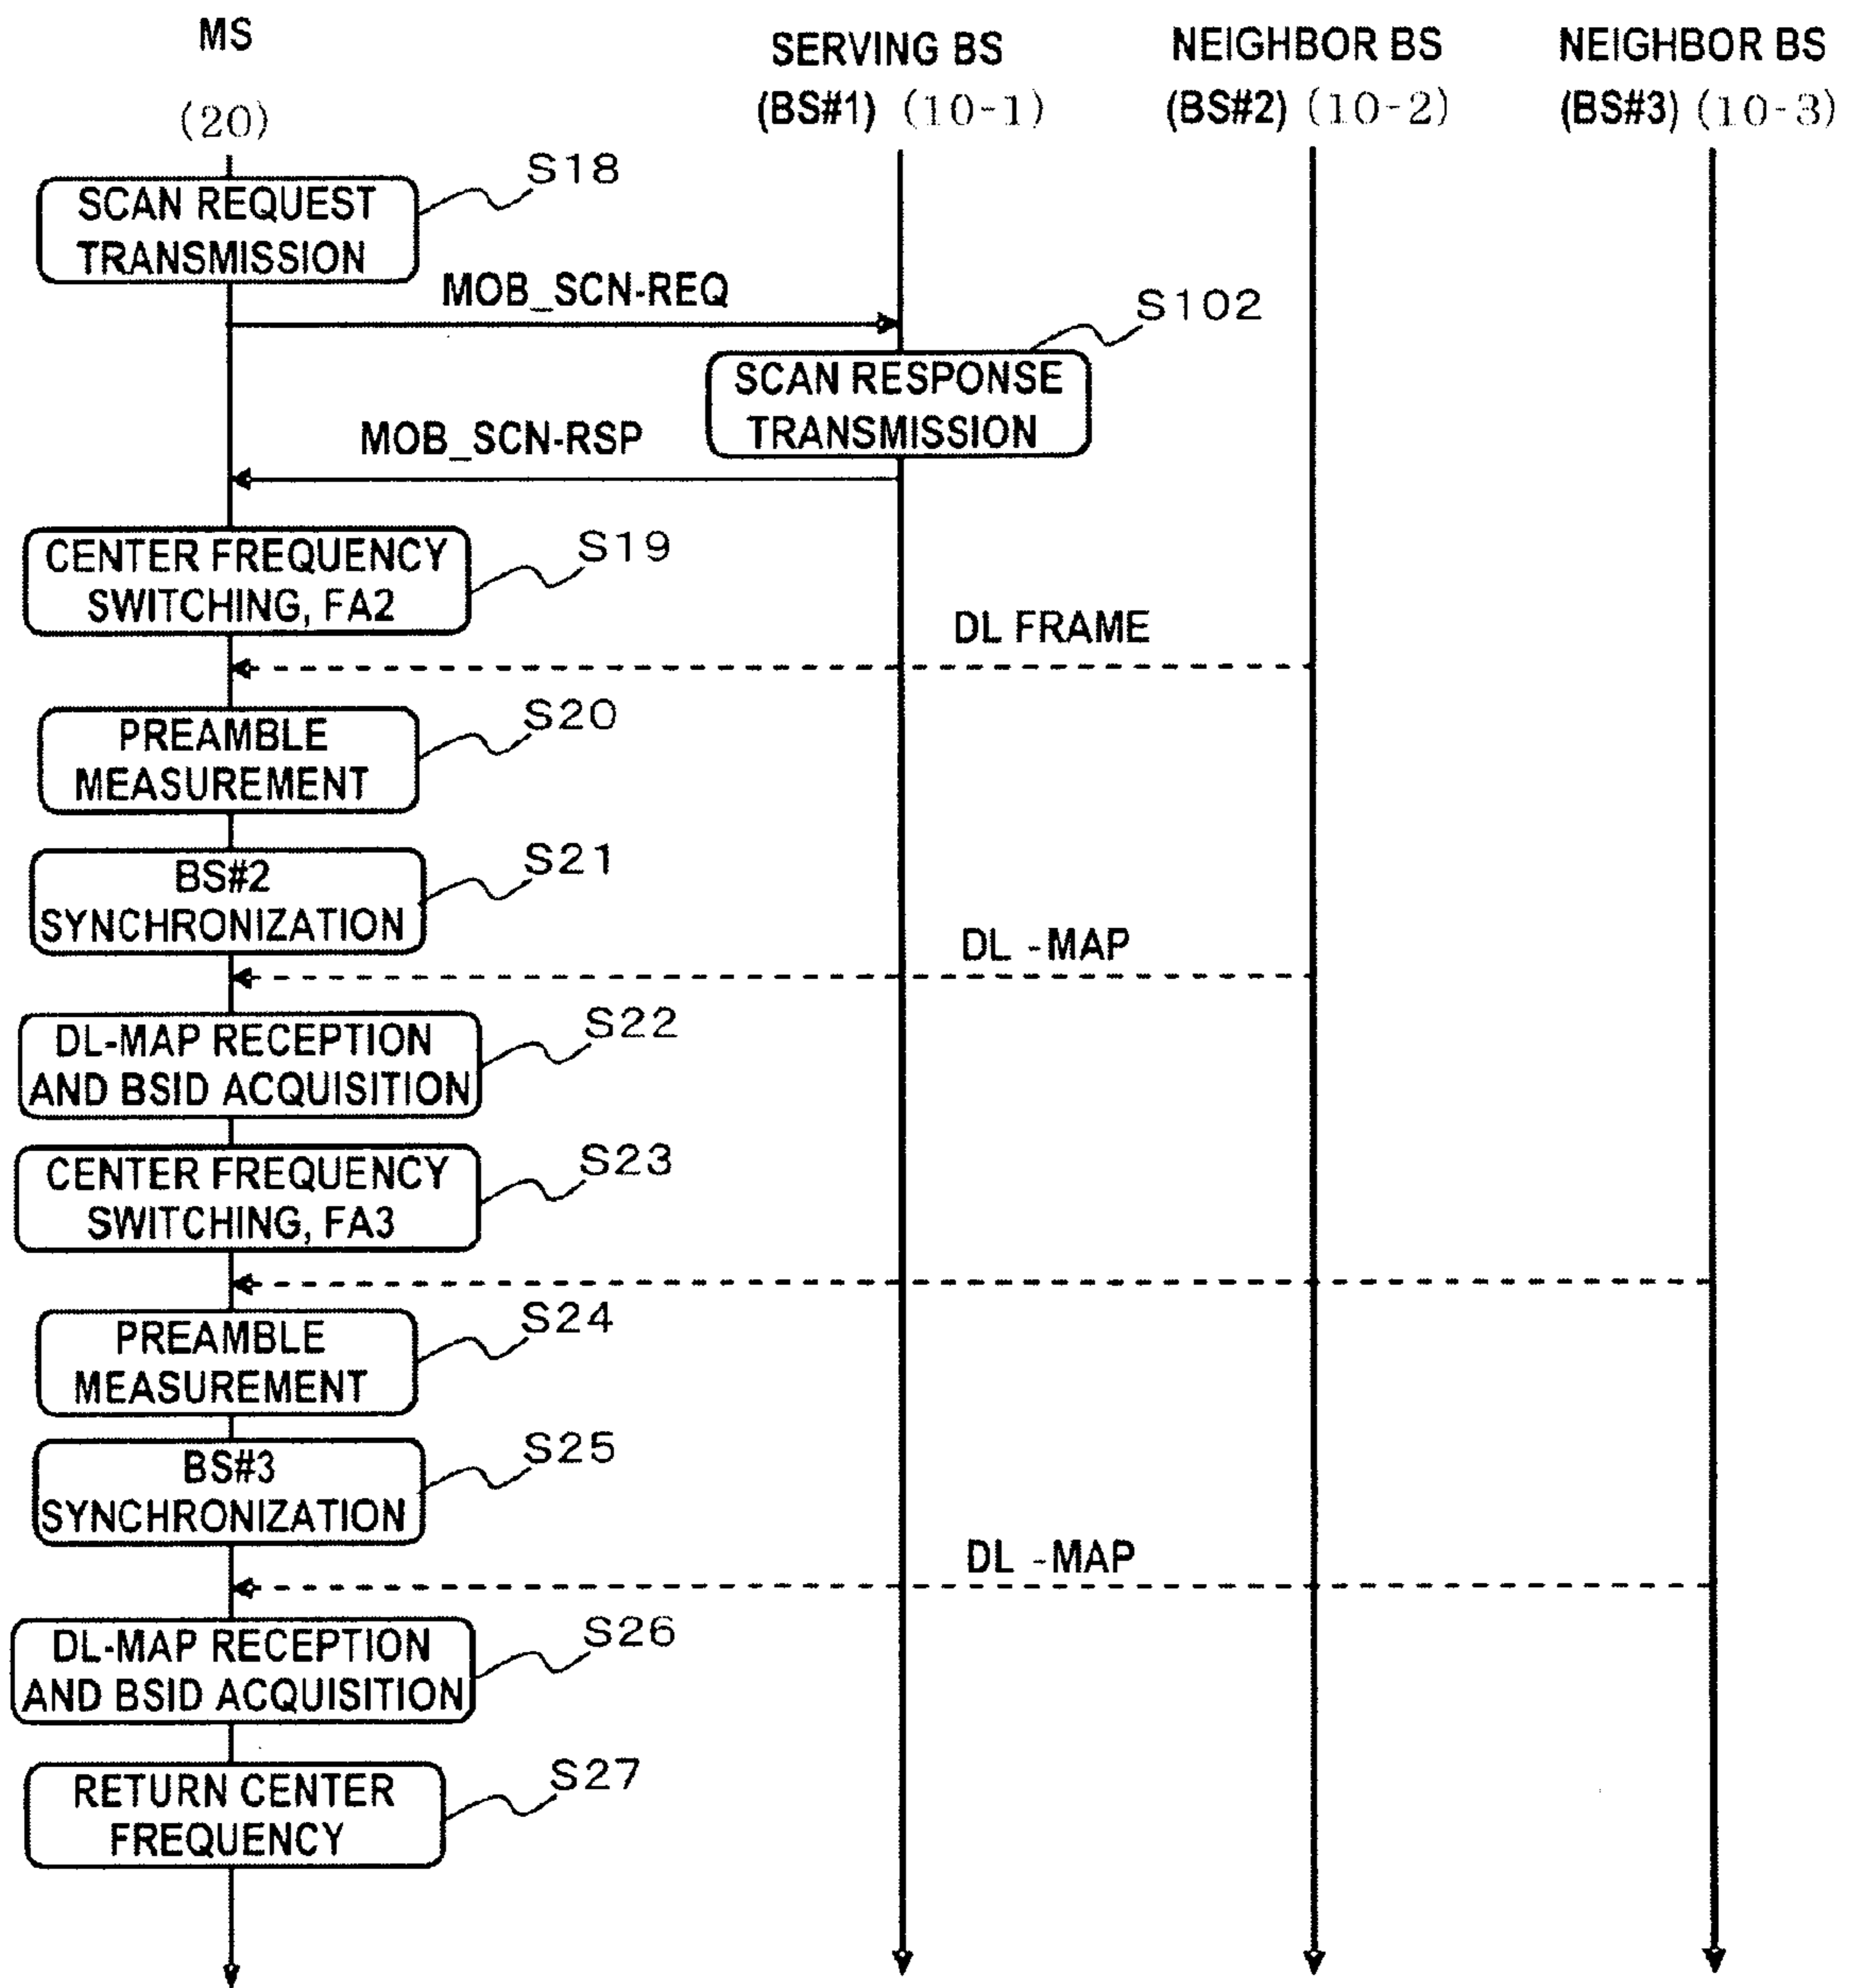 MS
(20)
SERVING BS
(BS#1) (10-1)
NEIGHBOR BS
(BS#2) (10-2)
NEIGHBOR BS
(BS#3) (10-3)
SCAN REQUEST
TRANSMISSION
S18
MOB_SCN-REQ
S102
SCAN RESPONSE
TRANSMISSION
MOB_SCN-RSP
CENTER FREQUENCY
SWITCHING, FA2
S19
DL FRAME
PREAMBLE
MEASUREMENT
S20
BS#2
SYNCHRONIZATION
S21
DL -MAP
DL-MAP RECEPTION
AND BSID ACQUISITION
S22
CENTER FREQUENCY
SWITCHING, FA3
S23
PREAMBLE
MEASUREMENT
S24
BS#3
SYNCHRONIZATION
S25
DL -MAP
DL-MAP RECEPTION
AND BSID ACQUISITION
S26
RETURN CENTER
FREQUENCY
S27